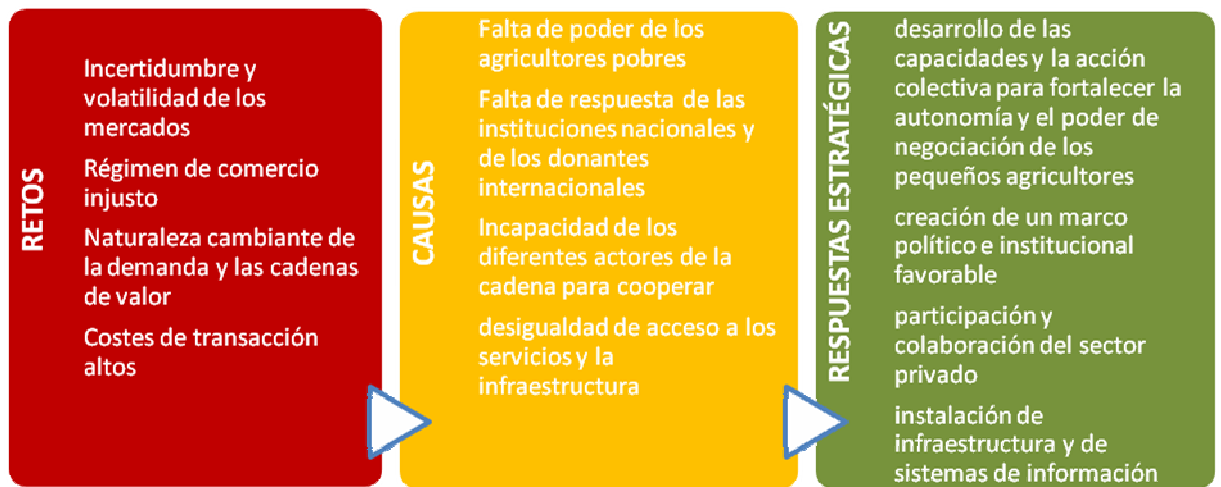 RETOS
Incertidumbre y
volatilidad de los
mercados
Régimen de comercio
injusto
Naturaleza cambiante de
la demanda y las cadenas
de valor
Costes de transacción
altos
CAUSAS
Falta de poder de los
agricultores pobres
Falta de respuesta de las
instituciones nacionales y
de los donantes
internacionales
Incapacidad de los
diferentes actores de la
cadena para cooperar
desigualdad de acceso a los
servicios y la
infraestructura
RESPUESTAS ESTRATÉGICAS
desarrollo de las
capacidades y la acción
colectiva para fortalecer la
autonomía y el poder de
negociación de los
pequeños agricultores
creación de un marco
político e institucional
favorable
participación y
colaboración del sector
privado
instalación de
infraestructura y de
sistemas de información